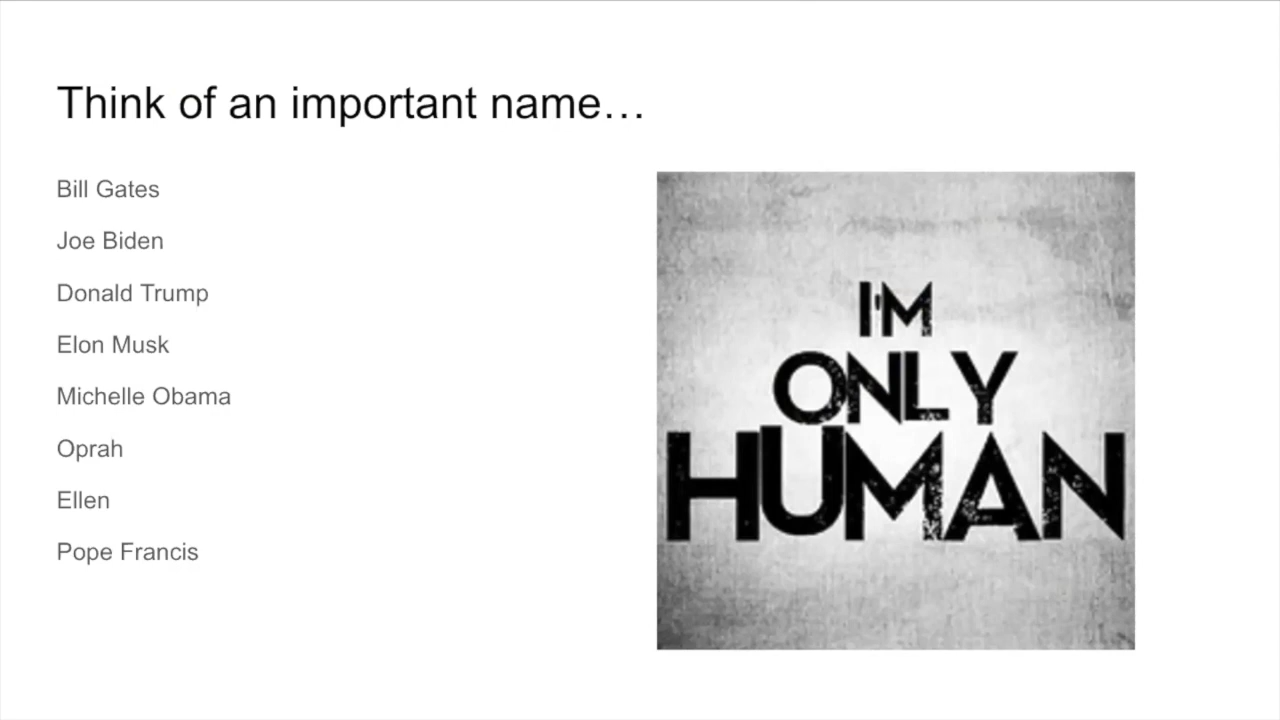 Think of an important name…
Bill Gates
Joe Biden
Donald Trump
Elon Musk
Michelle Obama
Oprah
Ellen
Pope Francis
I'M
ONLY
HUMAN